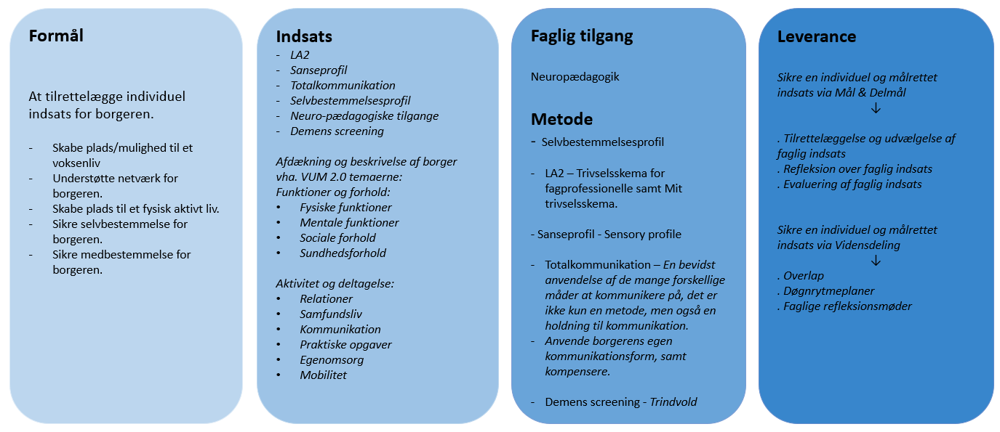 Formål
At tilrettelægge individuel
indsats for borgeren.
- Skabe plads/mulighed til et
voksenliv
- Understøtte netværk for
borgeren.
- Skabe plads til et fysisk aktivt liv.
- Sikre selvbestemmelse for
borgeren.
- Sikre medbestemmelse for
borgeren.
Indsats
- LA2
- Sanseprofil
- Totalkommunikation
- Selvbestemmelsesprofil
- Neuro-pædagogiske tilgange
- Demens screening
Afdækning og beskrivelse af borger
vha. VUM 2.0 temaerne:
Funktioner og forhold:
• Fysiske funktioner
• Mentale funktioner
• Sociale forhold
• Sundhedsforhold
Aktivitet og deltagelse:
• Relationer
• Samfundsliv
• Kommunikation
• Praktiske opgaver
• Egenomsorg
• Mobilitet
Faglig tilgang
Neuropædagogik
Metode
- Selvbestemmelsesprofil
- LA2 – Trivselsskema for
fagprofessionelle samt Mit
trivselsskema.
- Sanseprofil - Sensory profile
- Totalkommunikation – En bevidst
anvendelse af de mange forskellige
måder at kommunikere på, det er
ikke kun en metode, men også en
holdning til kommunikation.
- Anvende borgerens egen
kommunikationsform, samt
kompensere.
- Demens screening - Trindvold
Leverance
Sikre en individuel og målrettet
indsats via Mål & Delmål
↓
. Tilrettelæggelse og udvælgelse af
faglig indsats
. Refleksion over faglig indsats
. Evaluering af faglig indsats
Sikre en individuel og målrettet
indsats via Vidensdeling
↓
. Overlap
. Døgnrytmeplaner
. Faglige refleksionsmøder